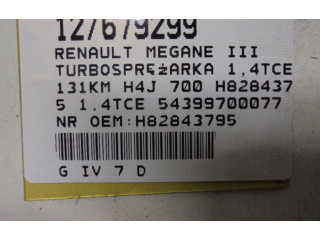 127679299
RENAULT MEGANE III
TURBOSPRĘŻARKA 1,4TCE
131KM H4J 700 H828437
5 1.4TCE 54399700077
NR OEM:H82843795
G IV 7 D